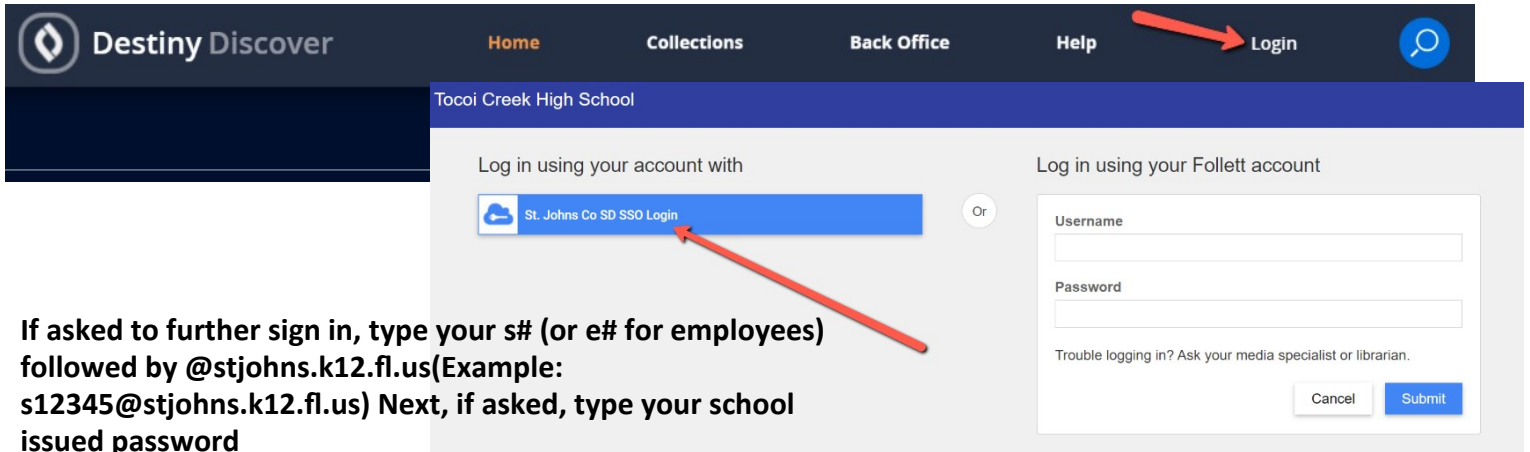 Destiny Discover Home Collections Back Office Help Login
Tocoi Creek High School
Log in using your account with
St. Johns Co SD SSO Login
Or
Log in using your Follett account
Username
Password
Trouble logging in? Ask your media specialist or librarian.
Cancel Submit
If asked to further sign in, type your s# (or e# for employees)
followed by @stjohns.k12.fl.us(Example:
s12345@stjohns.k12.fl.us) Next, if asked, type your school
issued password